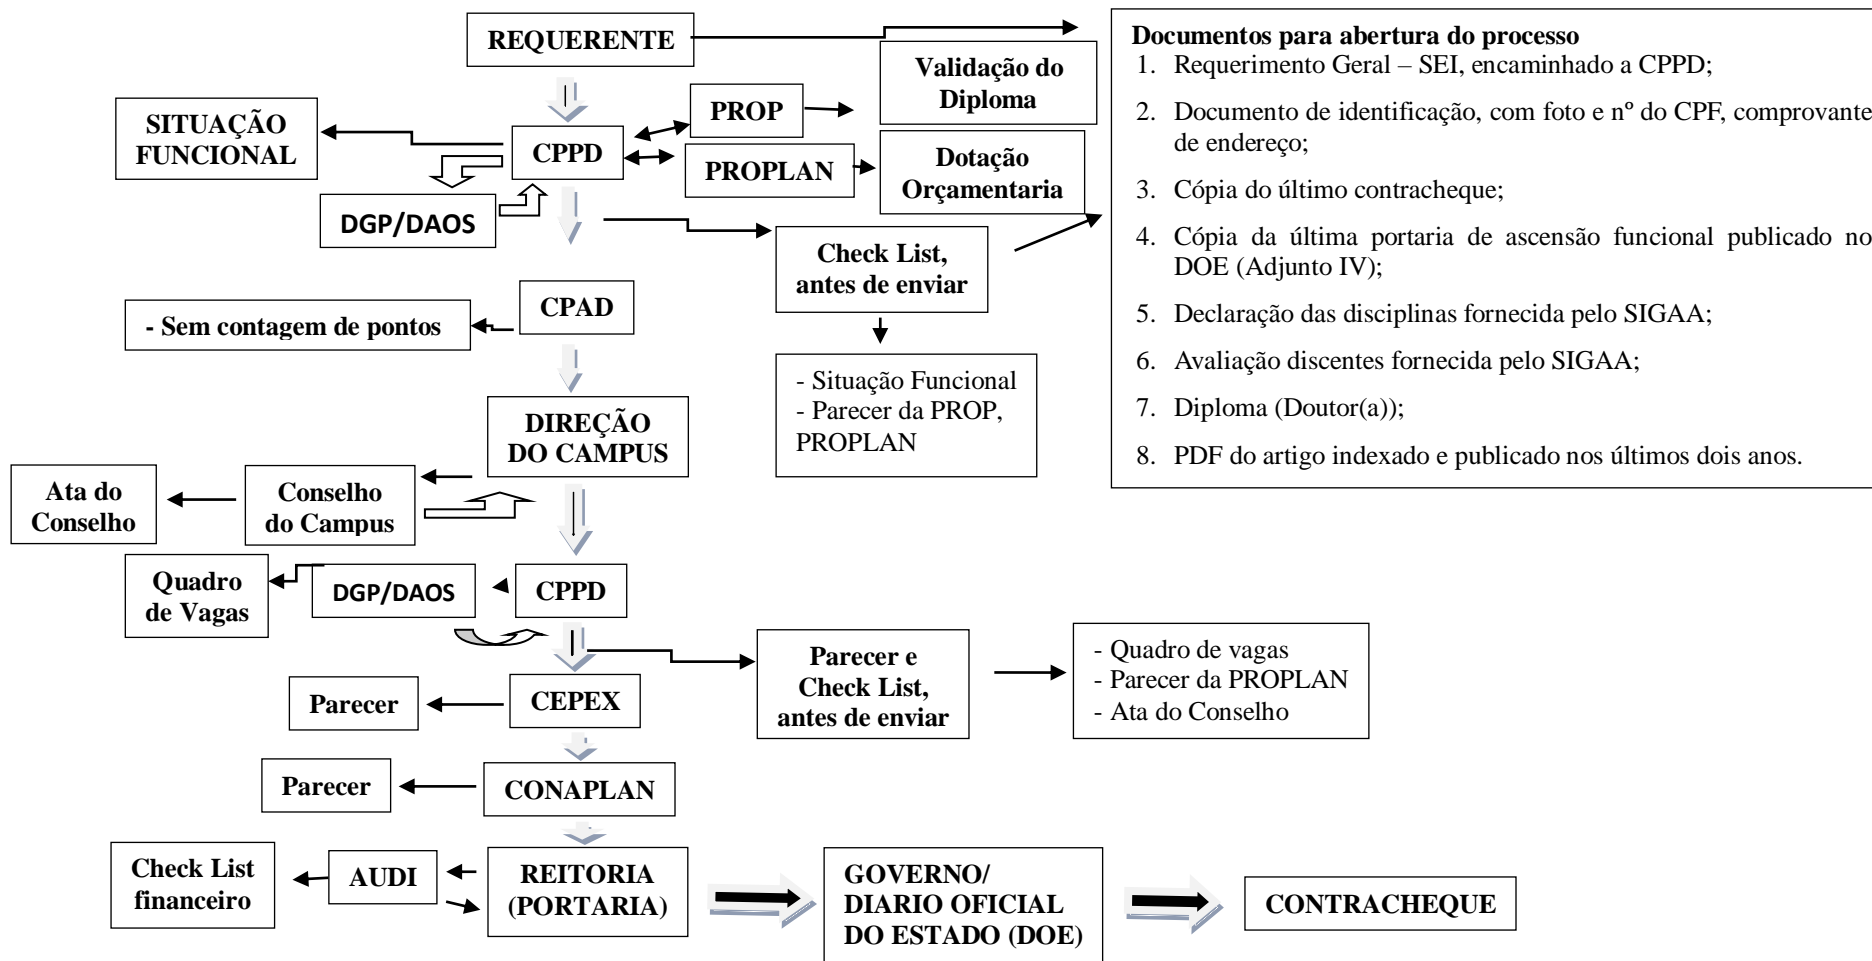 REQUERENTE
Documentos para abertura do processo
1. Requerimento Geral – SEI, encaminhado a CPPD;
2. Documento de identificação, com foto e nº do CPF, comprovante
de endereço;
3. Cópia do último contracheque;
4. Cópia da última portaria de ascensão funcional publicado no
DOE (Adjunto IV);
5. Declaração das disciplinas fornecida pelo SIGAA;
6. Avaliação discentes fornecida pelo SIGAA;
7. Diploma (Doutor(a));
8. PDF do artigo indexado e publicado nos últimos dois anos.
Validação do
Diploma
PROP
SITUAÇÃO
FUNCIONAL
CPPD
PROPLAN
Dotação
Orçamentaria
DGP/DAOS
Check List,
antes de enviar
CPAD
- Sem contagem de pontos
- Situação Funcional
- Parecer da PROP,
PROPLAN
DIREÇÃO
DO CAMPUS
Conselho
do Campus
Ata do
Conselho
Quadro
de Vagas
DGP/DAOS
CPPD
Parecer e
Check List,
antes de enviar
- Quadro de vagas
- Parecer da PROPLAN
- Ata do Conselho
Parecer
CEPEX
Parecer
CONAPLAN
Check List
financeiro
AUDI
REITORIA
(PORTARIA)
GOVERNO/
DIARIO OFICIAL
DO ESTADO (DOE)
CONTRACHEQUE